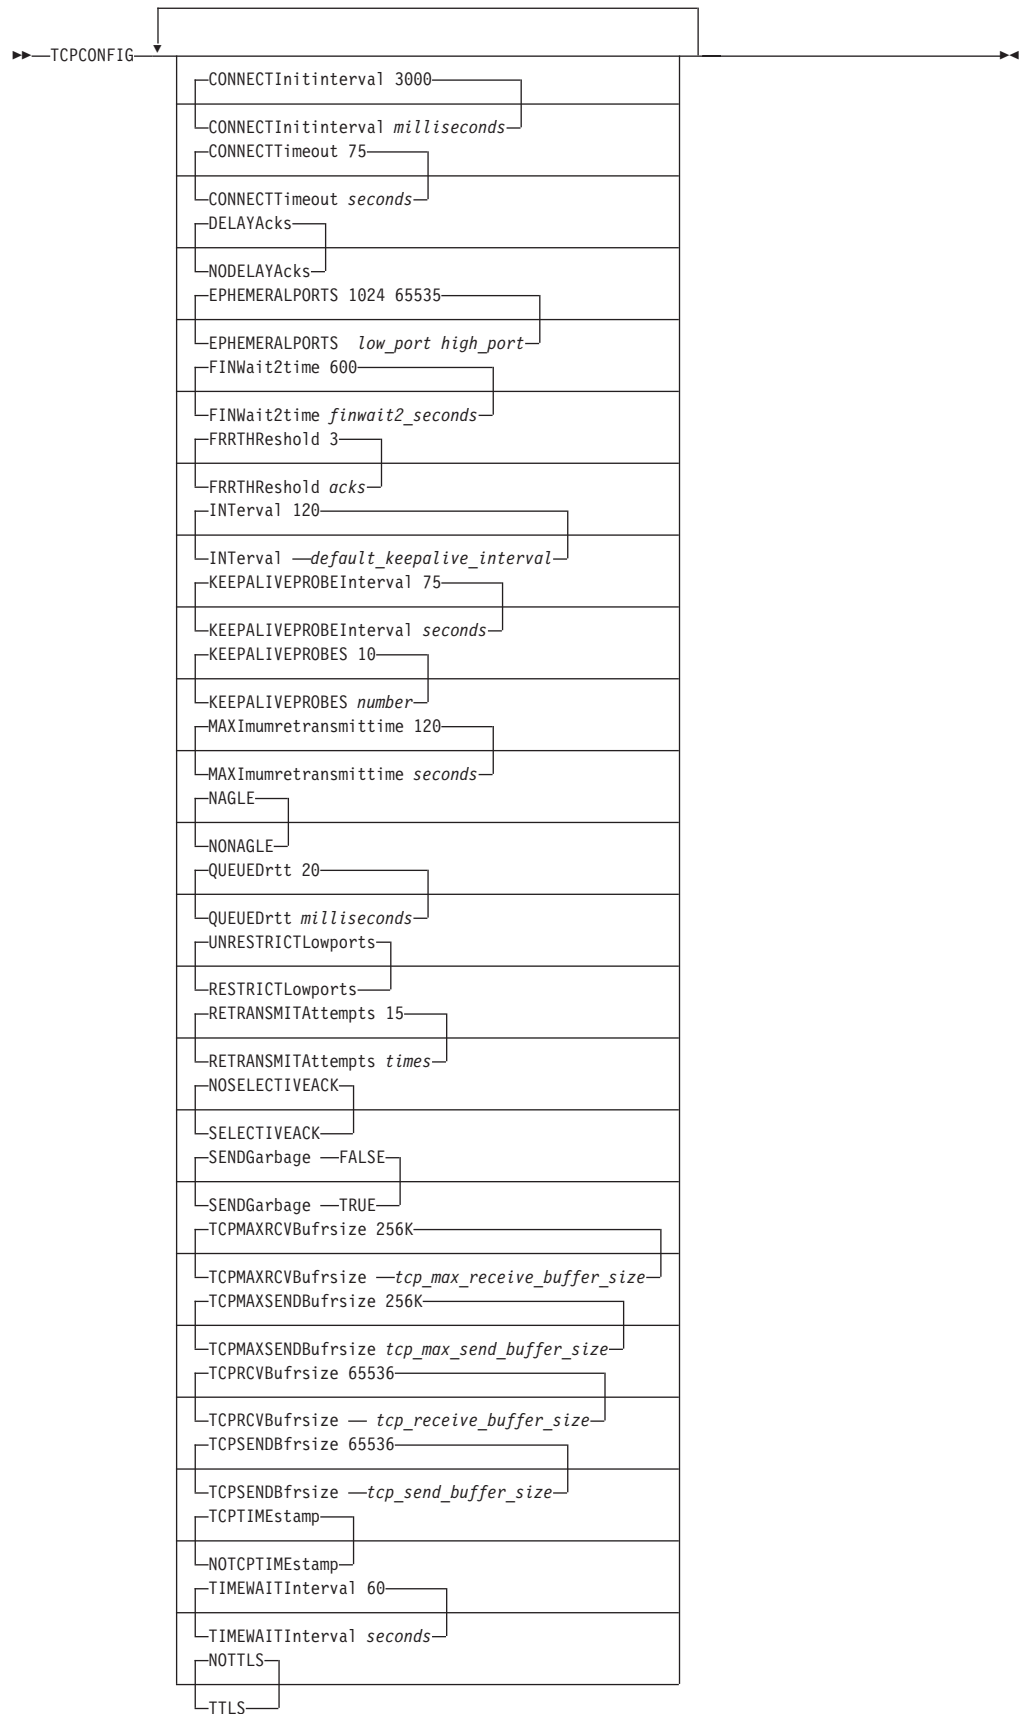 TCPCONFIG
CONNECTInitinterval 3000
CONNECTInitinterval milliseconds
CONNECTTimeout 75
CONNECTTimeout seconds
DELAYAcks
NODELAYAcks
EPHEMERALPORTS 1024 65535
EPHEMERALPORTS low_port high_port
FINWait2time 600
FINWait2time finwait2_seconds
FRRTHReshold 3
FRRTHReshold acks
INTerval 120
INTerval default_keepalive_interval
KEEPALIVEPROBEInterval 75
KEEPALIVEPROBEInterval seconds
KEEPALIVEPROBES 10
KEEPALIVEPROBES number
MAXImumretransmittime 120
MAXImumretransmittime seconds
NAGLE
NONAGLE
QUEUEDrtt 20
QUEUEDrtt milliseconds
UNRESTRICTLowports
RESTRICTLowports
RETRANSMITAttempts 15
RETRANSMITAttempts times
NOSELECTIVEACK
SELECTIVEACK
SENDGarbage FALSE
SENDGarbage TRUE
TCPMAXRCVBufrsize 256K
TCPMAXRCVBufrsize tcp_max_receive_buffer_size
TCPMAXSENDBufrsize 256K
TCPMAXSENDBufrsize tcp_max_send_buffer_size
TCPRCVBufrsize 65536
TCPRCVBufrsize tcp_receive_buffer_size
TCPSENDBfrsize 65536
TCPSENDBfrsize tcp_send_buffer_size
TCPTIMEstamp
NOTCPTIMEstamp
TIMEWAITInterval 60
TIMEWAITInterval seconds
NOTTLS
TTLS